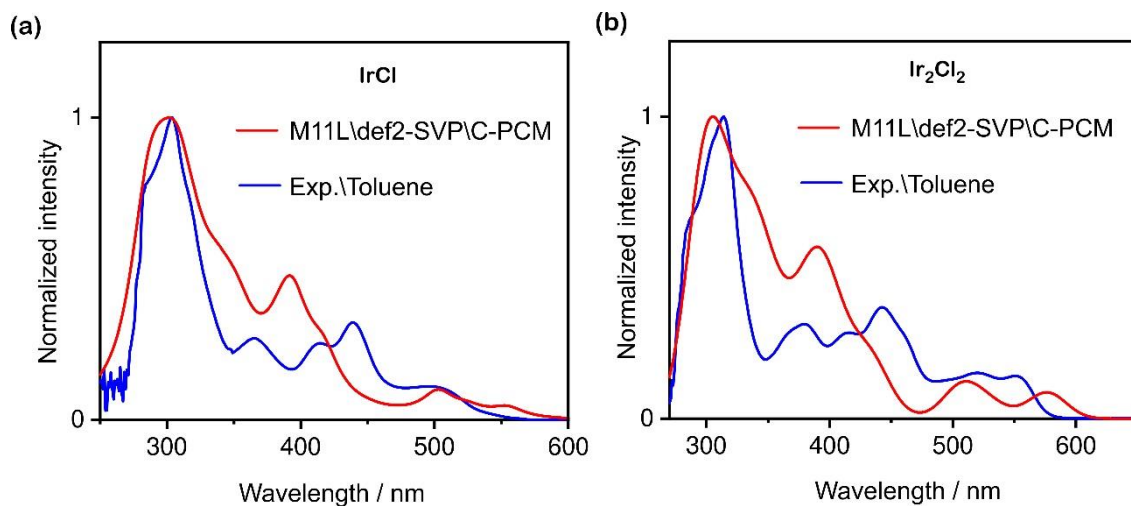 (a)
IrCl
M11L\def2-SVP\C-PCM
Exp.\Toluene
Normalized intensity
1
0
300
400
500
600
Wavelength / nm
(b)
Ir₂Cl₂
M11L\def2-SVP\C-PCM
Exp.\Toluene
Normalized intensity
1
0
300
400
500
600
Wavelength / nm